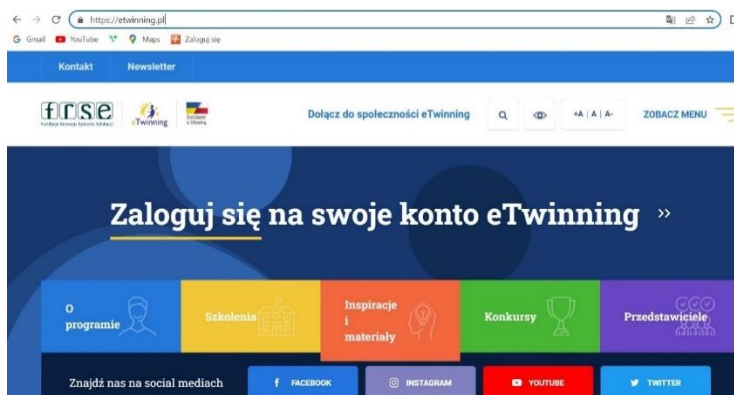 https://etwinning.pl
Gmail YouTube Maps Zaloguj się
Kontakt Newsletter
frse eTwinning Dołącz do społeczności eTwinning +A | A | A- ZOBACZ MENU
Zaloguj się na swoje konto eTwinning »
O programie
Szkolenia
Inspiracje
i
materiały
Konkursy
Przedstawiciele
Znajdź nas na social mediach FACEBOOK INSTAGRAM YOUTUBE TWITTER